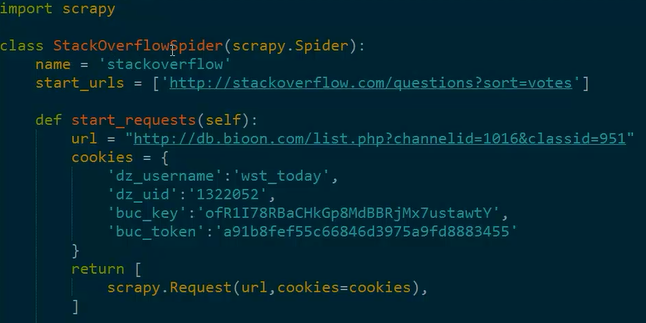 import scrapy
class StackOverflowSpider(scrapy.Spider):
name = 'stackoverflow'
start_urls = ['http://stackoverflow.com/questions?sort=votes']
def start_requests(self):
url = "http://db.bioon.com/list.php?channelid=1016&classid=951"
cookies = {
'dz_username':'wst_today',
'dz_uid':'1322052',
'buc_key':'ofR1I78RBaCHkGp8MdBBRjMx7ustawtY',
'buc_token':'a91b8fef55c66846d3975a9fd8883455'
}
return [
scrapy.Request(url,cookies=cookies),
]